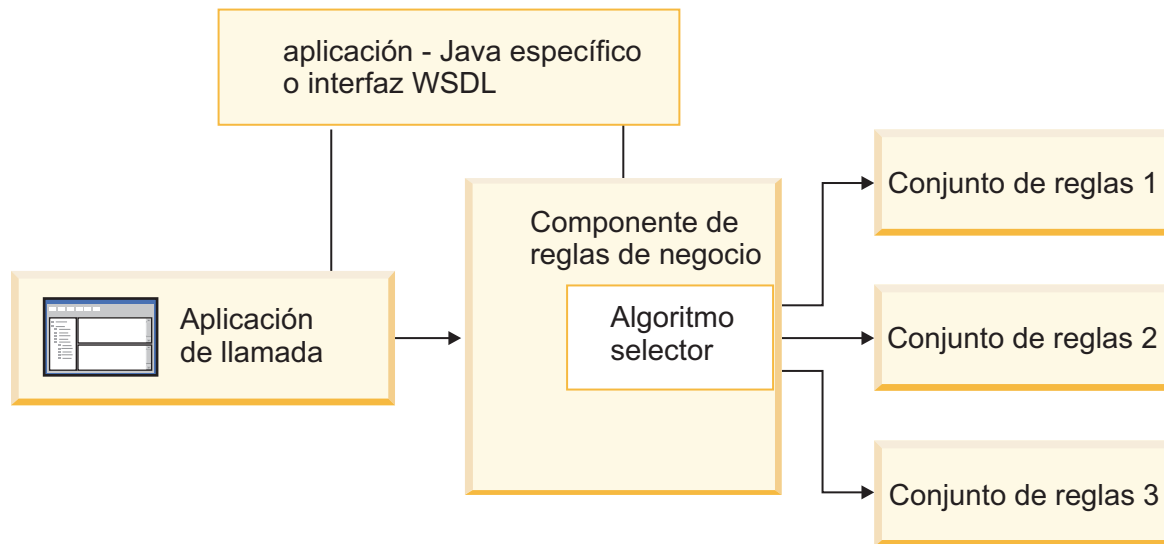 aplicación - Java específico
o interfaz WSDL
Componente de
reglas de negocio
Aplicación
de llamada
Algoritmo
selector
Conjunto de reglas 1
Conjunto de reglas 2
Conjunto de reglas 3